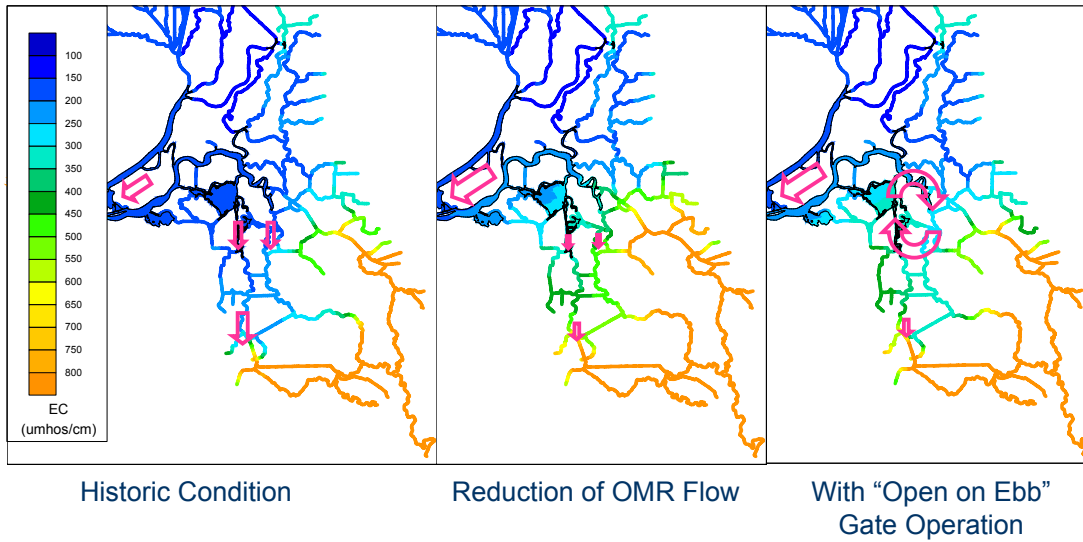 100
150
200
250
300
350
400
450
500
550
600
650
700
750
800
EC
(umhos/cm)
Historic Condition
Reduction of OMR Flow
With “Open on Ebb”
Gate Operation